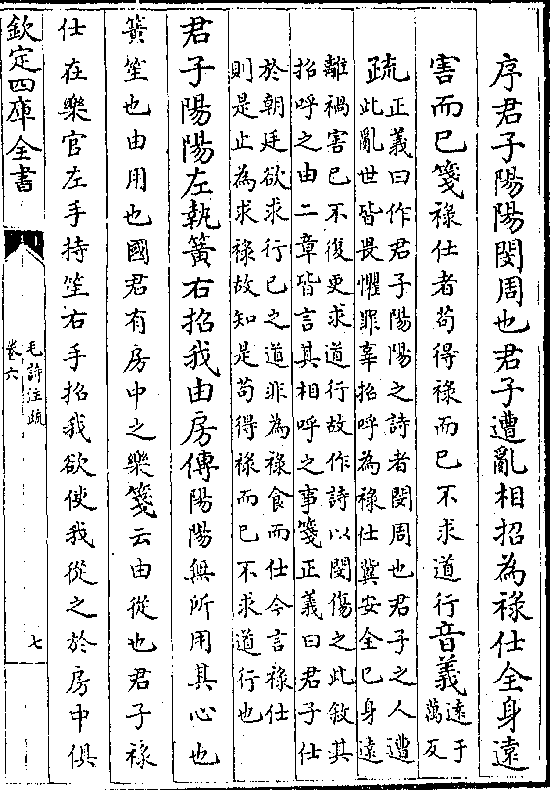 序君子陽陽閔周也君子遭亂相招為祿仕全身遠
害而已箋祿仕者苟得祿而已不求道行音義遠于
萬反
疏正義曰作君子陽陽之詩者閔周也君子之人遭
此亂世皆畏懼罪辜招呼為祿仕冀安全己身遠
離禍害已不復更求道行故作詩以閔傷之此敘其
招呼之由二章皆言其相呼之事箋正義曰君子仕
於朝廷欲求行己之道非為祿食而仕今言祿仕
則是止為求祿故知是苟得祿而已不求道行也
君子陽陽左執簧右招我由房傳陽陽無所用其心也
簧笙也由用也國君有房中之樂箋云由從也君子祿
仕在樂官左手持笙右手招我欲使我從之於房中俱
欽定四庫全書
毛詩注疏
卷六
七